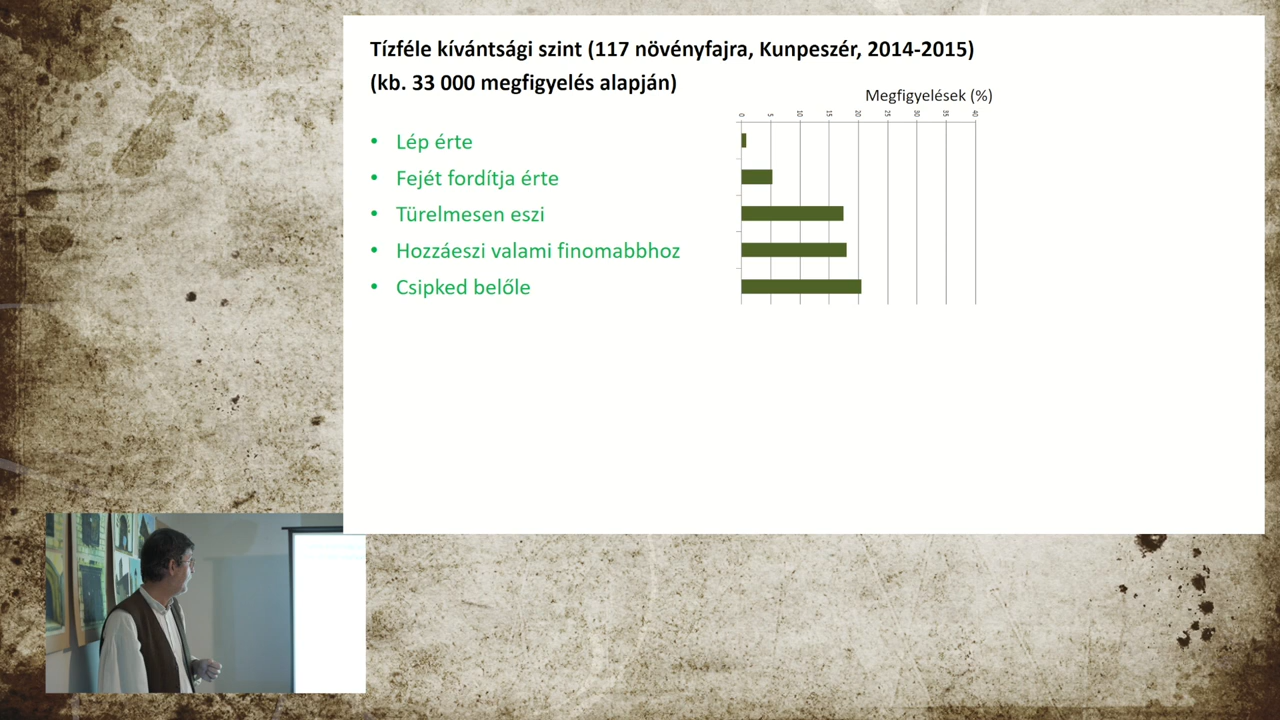 Tízféle kívántsági szint (117 növényfajra, Kunpeszér, 2014-2015)
(kb. 33 000 megfigyelés alapján)
Megfigyelések (%)
0 5 10 15 20 25 30 35 40
• Lép érte
• Fejét fordítja érte
• Türelmesen eszi
• Hozzáeszi valami finomabbhoz
• Csipked belőle